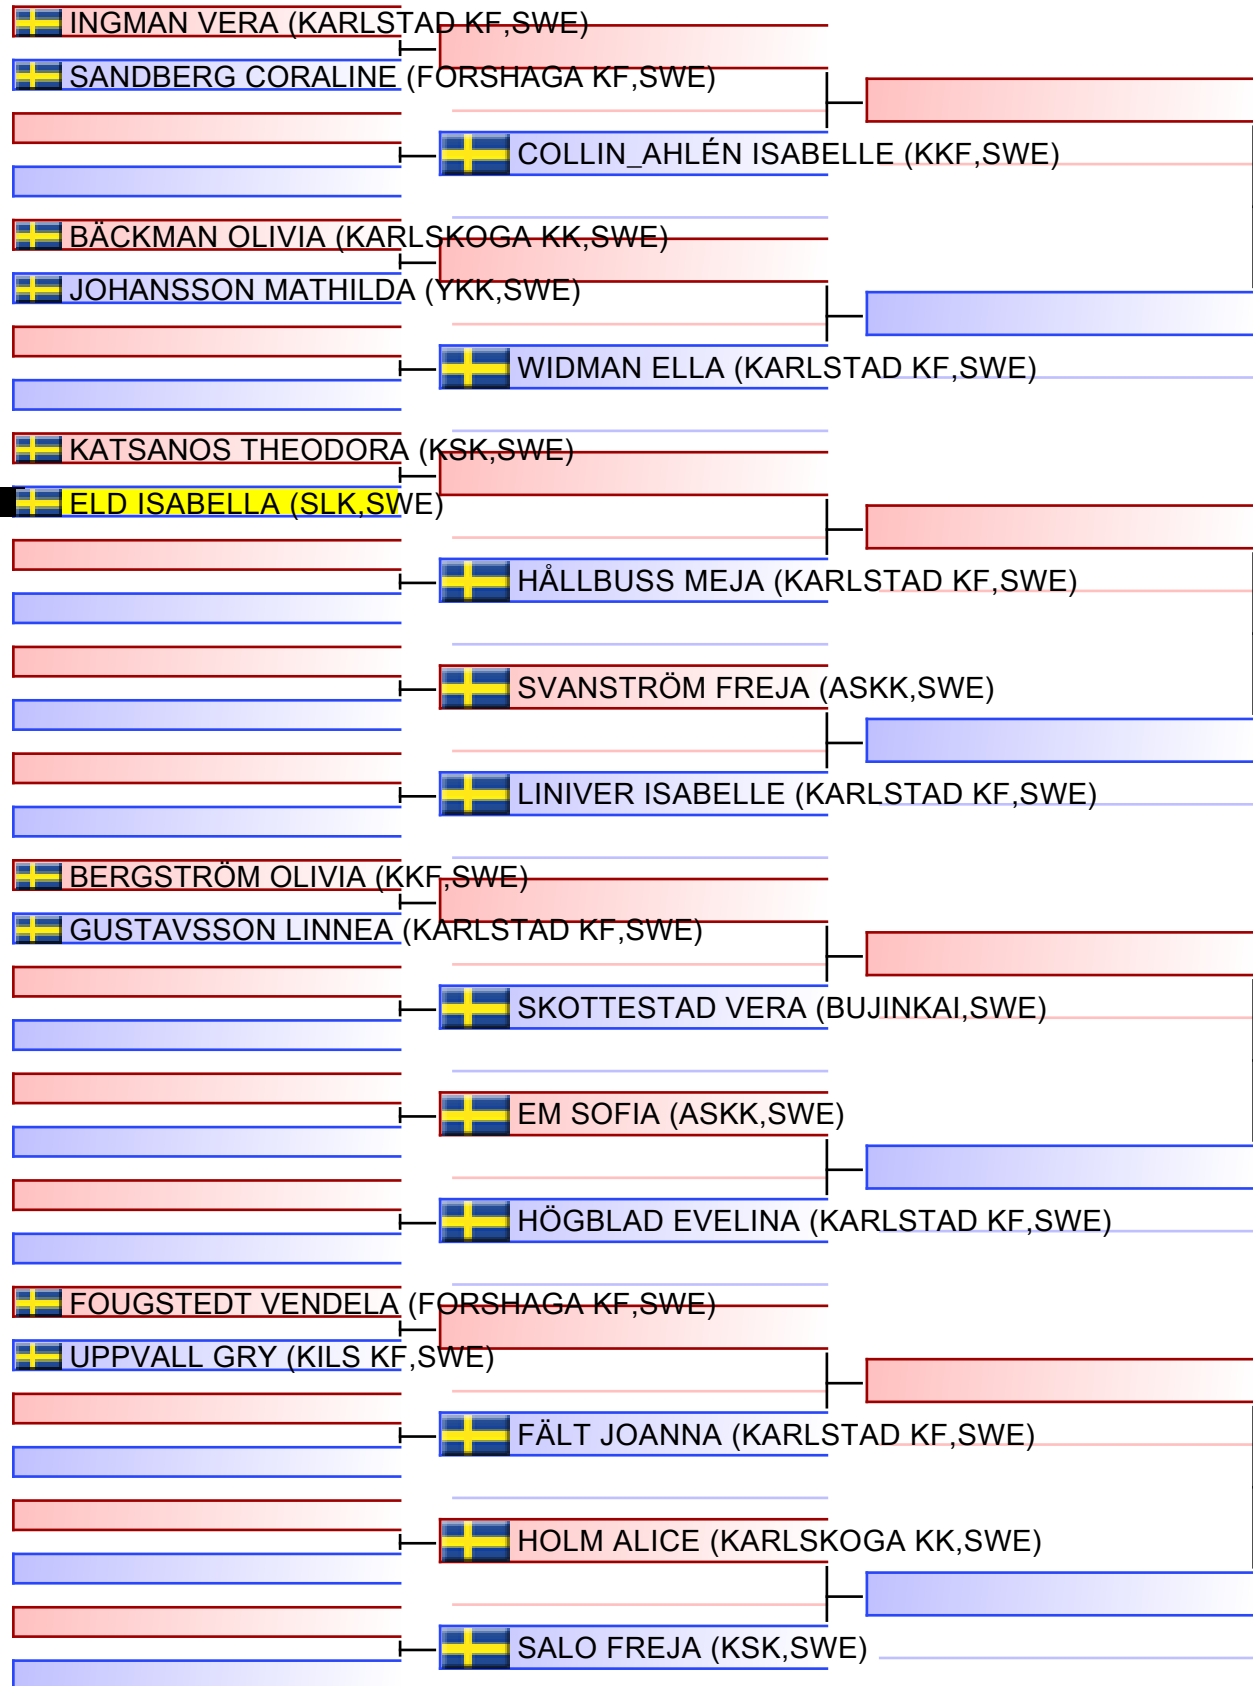 INGMAN VERA (KARLSTAD KF,SWE)
SANDBERG CORALINE (FORSHAGA KF,SWE)
COLLIN_AHLÉN ISABELLE (KKF,SWE)
BÄCKMAN OLIVIA (KARLSKOGA KK,SWE)
JOHANSSON MATHILDA (YKK,SWE)
WIDMAN ELLA (KARLSTAD KF,SWE)
KATSANOS THEODORA (KSK,SWE)
ELD ISABELLA (SLK,SWE)
HÅLLBUSS MEJA (KARLSTAD KF,SWE)
SVANSTRÖM FREJA (ASKK,SWE)
LINIVER ISABELLE (KARLSTAD KF,SWE)
BERGSTRÖM OLIVIA (KKF,SWE)
GUSTAVSSON LINNEA (KARLSTAD KF,SWE)
SKOTTESTAD VERA (BUJINKAI,SWE)
EM SOFIA (ASKK,SWE)
HÖGBLAD EVELINA (KARLSTAD KF,SWE)
FOUGSTEDT VENDELA (FORSHAGA KF,SWE)
UPPVALL GRY (KILS KF,SWE)
FÄLT JOANNA (KARLSTAD KF,SWE)
HOLM ALICE (KARLSKOGA KK,SWE)
SALO FREJA (KSK,SWE)